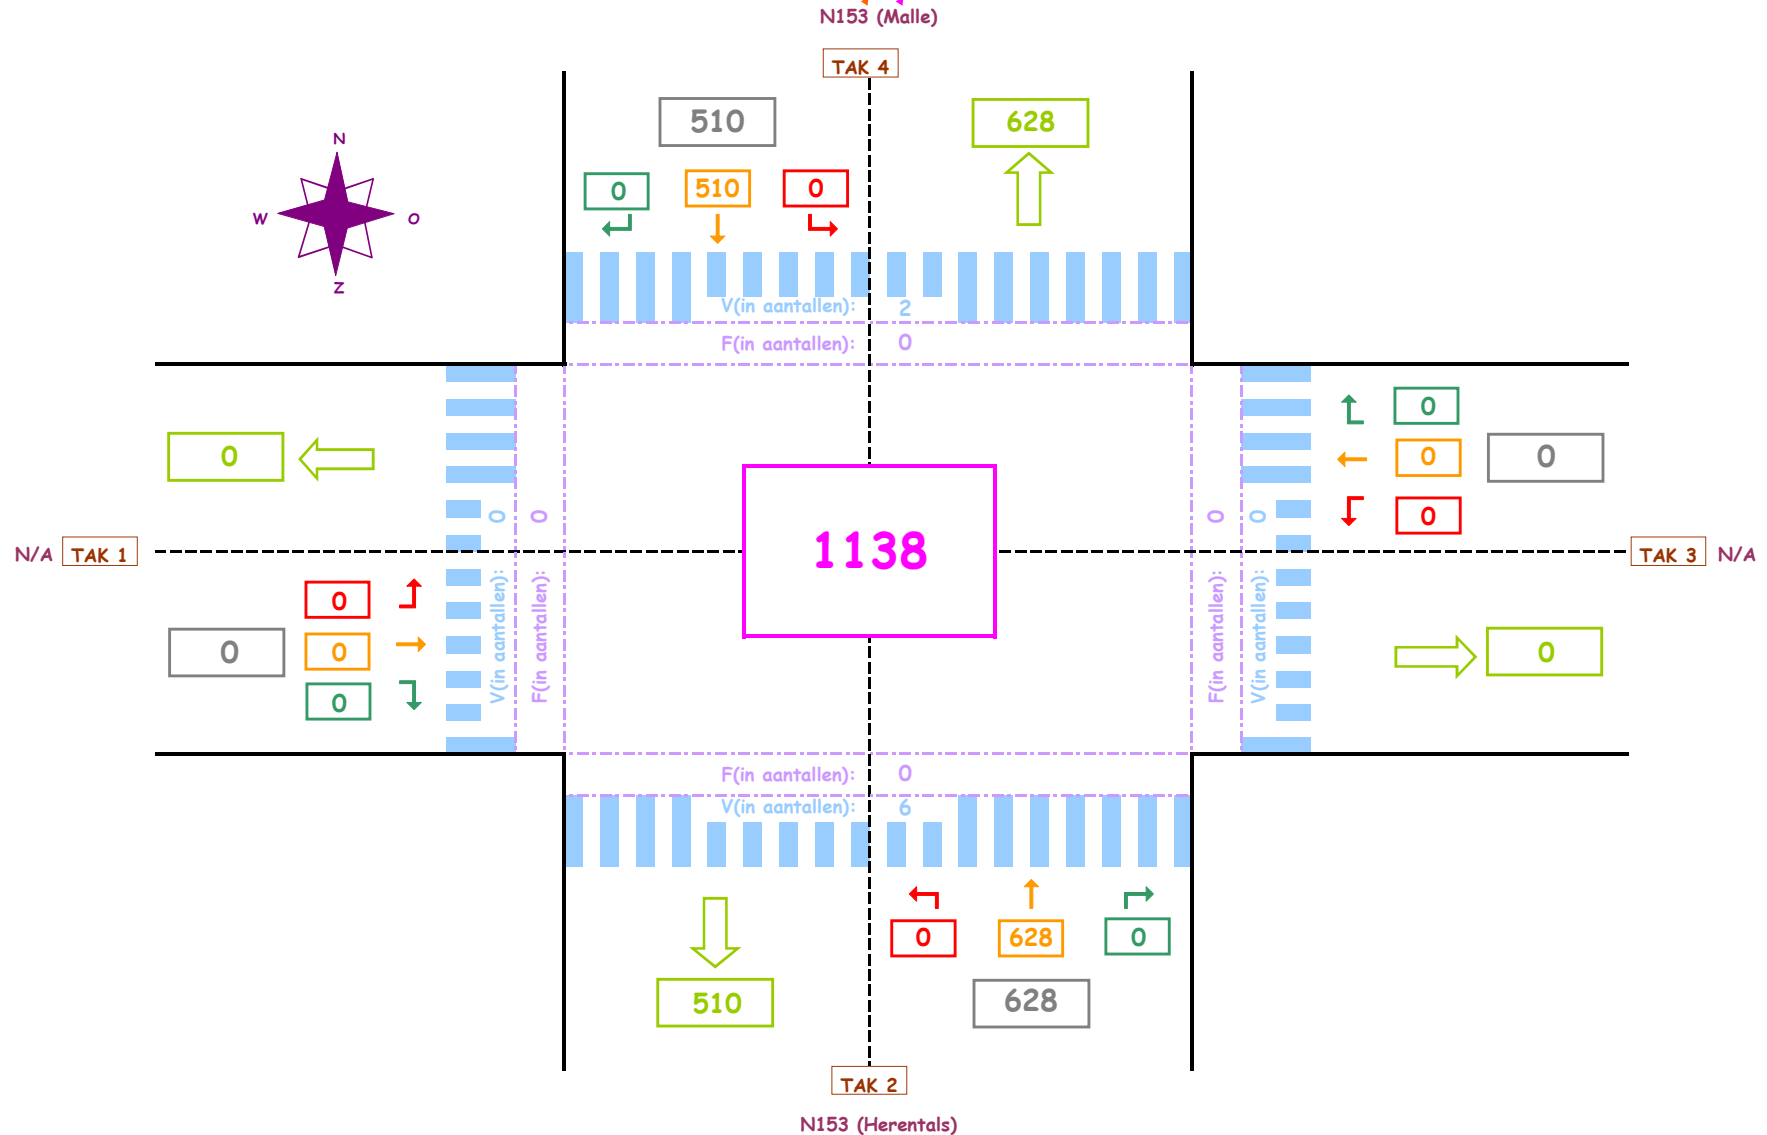 N153 (Malle)
TAK 4
510
628
0
510
0
N
W
O
Z
V(in aantallen): 2
F(in aantallen): 0
0
0
0
0
0
0
V(in aantallen): 0
F(in aantallen): 0
F(in aantallen): 0
V(in aantallen): 0
1138
N/A
TAK 1
TAK 3
N/A
0
0
0
0
0
F(in aantallen): 0
V(in aantallen): 6
0
628
0
510
628
TAK 2
N153 (Herentals)